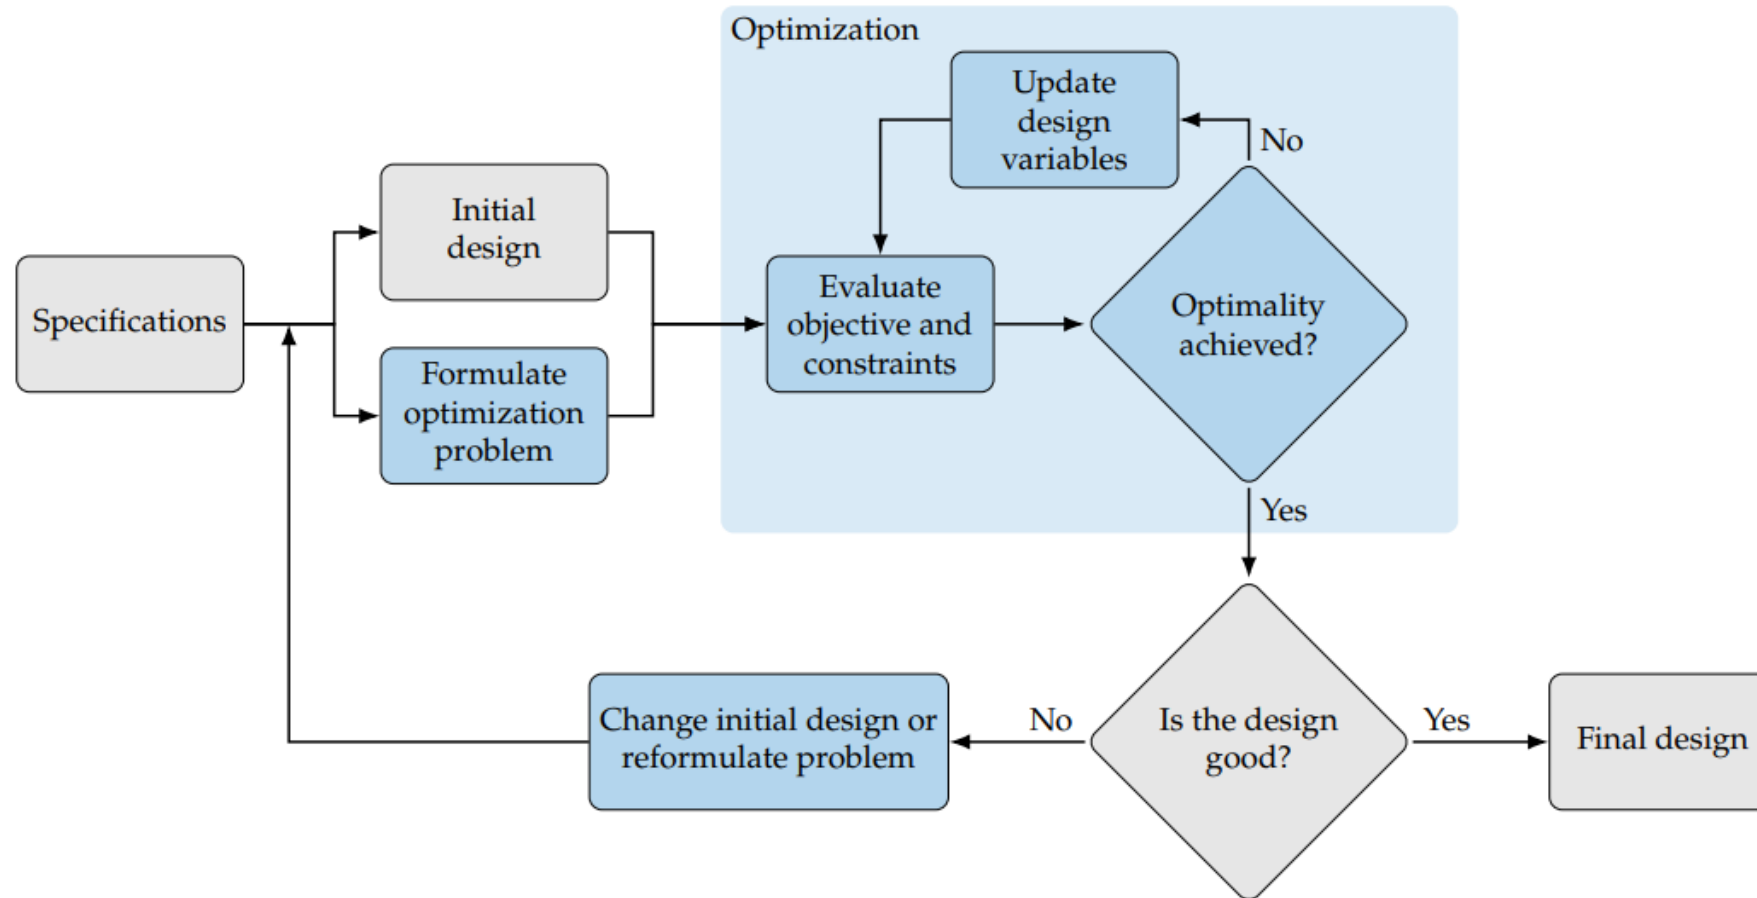 Optimization
Update
design
variables
No
Initial
design
Specifications
Formulate
optimization
problem
Evaluate
objective and
constraints
Optimality
achieved?
Yes
Change initial design or
reformulate problem
No
Is the design
good?
Yes
Final design